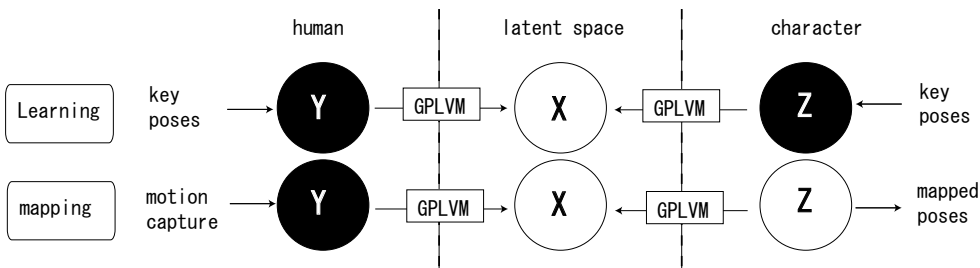 human latent space character
Learning key poses Y GPLVM X GPLVM Z key poses
mapping motion capture Y GPLVM X GPLVM Z mapped poses